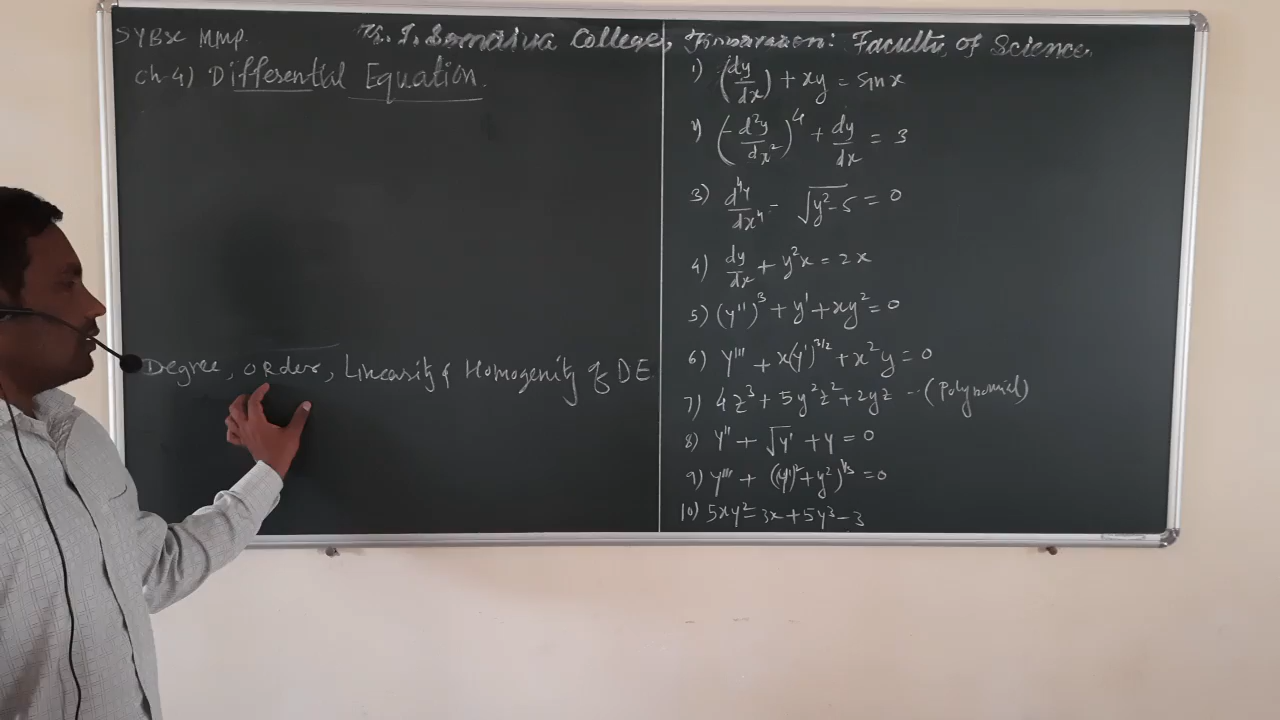 SYBSc MMP.
K. J. Somaiya College, Faculty of Science.
Ch-4) Differential Equation.
Degree, Orders, Linearity & Homogenity of DE
1) (dy/dx) + xy = sinx
2) (d²y/dx²)⁴ + dy/dx = 3
3) d⁴y/dx⁴ - √(y²-5) = 0
4) dy/dx + y²x = 2x
5) (y'')³ + y' + xy² = 0
6) y''' + x(y')^3/2 + x²y = 0
7) 4z³ + 5y²z² + 2yz --(Polynomial)
8) y'' + √y' + y = 0
9) y''' + ((y')² + y²)^1/3 = 0
10) 5xy² - 3x + 5y³ - 3